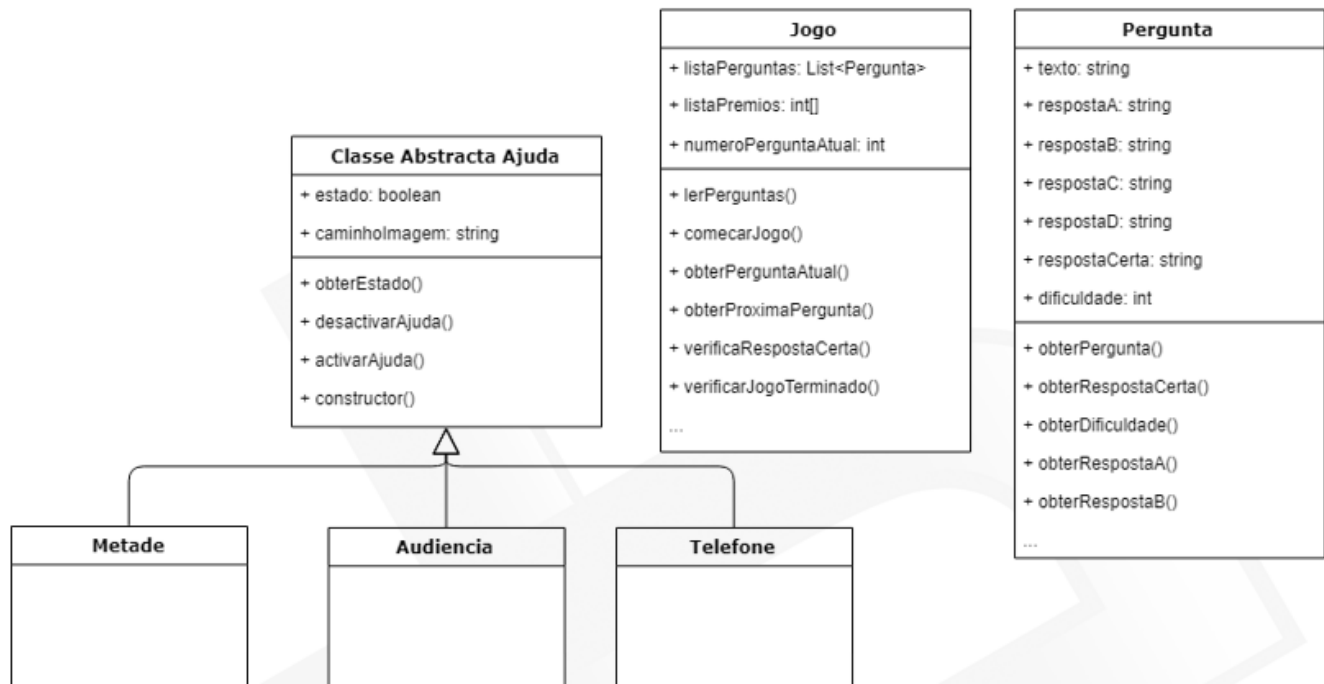 Classe Abstracta Ajuda
+ estado: boolean
+ caminhoImagem: string
+ obterEstado()
+ desactivarAjuda()
+ activarAjuda()
+ constructor()
Jogo
+ listaPerguntas: List<Pergunta>
+ listaPremios: int[]
+ numeroPerguntaAtual: int
+ lerPerguntas()
+ comecarJogo()
+ obterPerguntaAtual()
+ obterProximaPergunta()
+ verificaRespostaCerta()
+ verificarJogoTerminado()
...
Pergunta
+ texto: string
+ respostaA: string
+ respostaB: string
+ respostaC: string
+ respostaD: string
+ respostaCerta: string
+ dificuldade: int
+ obterPergunta()
+ obterRespostaCerta()
+ obterDificuldade()
+ obterRespostaA()
+ obterRespostaB()
...
Metade
Audiencia
Telefone